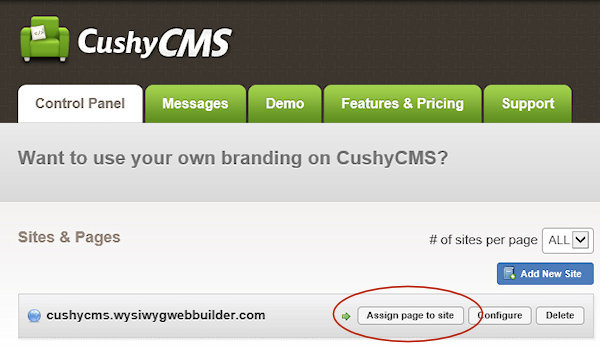 CushyCMS
Control Panel Messages Demo Features & Pricing Support
Want to use your own branding on CushyCMS?
Sites & Pages
# of sites per page ALL
Add New Site
cushycms.wysiwygwebbuilder.com Assign page to site Configure Delete